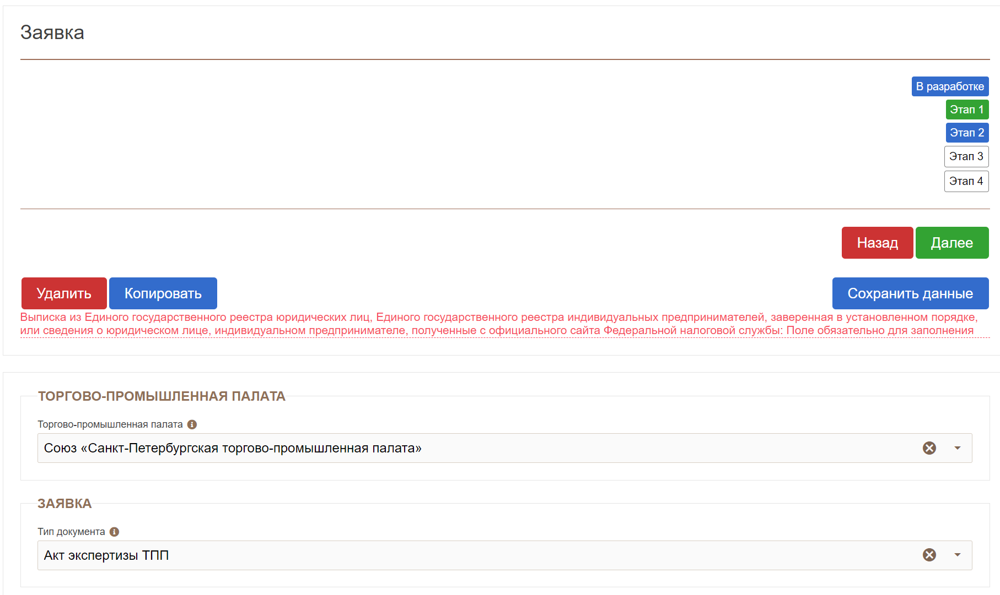 Заявка
В разработке
Этап 1
Этап 2
Этап 3
Этап 4
Назад Далее
Удалить Копировать Сохранить данные
Выписка из Единого государственного реестра юридических лиц, Единого государственного реестра индивидуальных предпринимателей, заверенная в установленном порядке,
или сведения о юридическом лице, индивидуальном предпринимателе, полученные с официального сайта Федеральной налоговой службы: Поле обязательно для заполнения
ТОРГОВО-ПРОМЫШЛЕННАЯ ПАЛАТА
Торгово-промышленная палата
Союз «Санкт-Петербургская торгово-промышленная палата»
ЗАЯВКА
Тип документа
Акт экспертизы ТПП